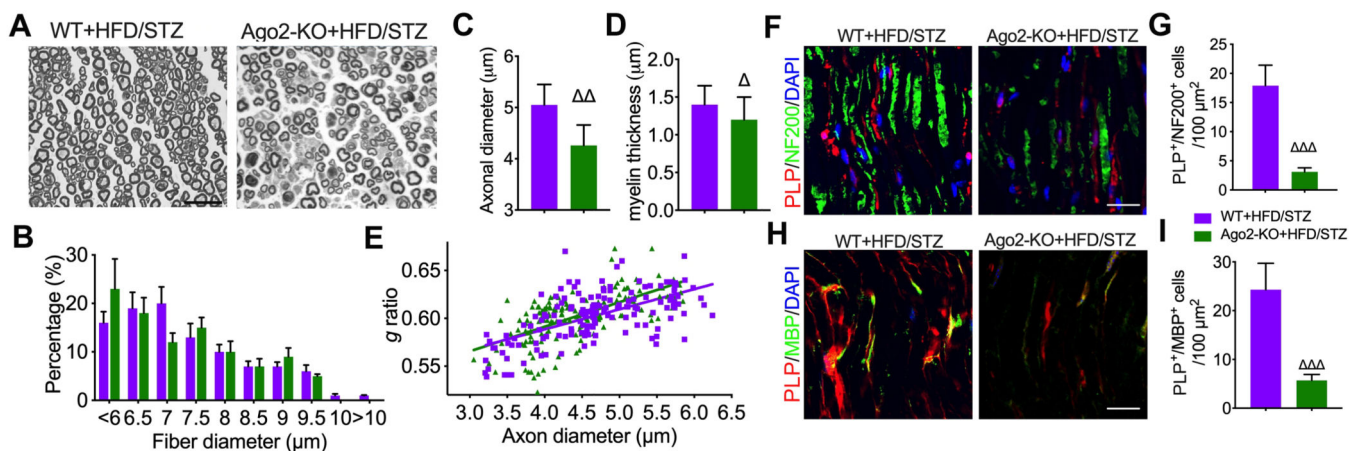 A
WT+HFD/STZ
Ago2-KO+HFD/STZ
B
Percentage (%)
30
20
10
0
<6 6.5 7 7.5 8 8.5 9 9.5 10 >10
Fiber diameter (μm)
C
Axonal diameter (μm)
6
5
4
3
ΔΔ
D
myelin thickness (μm)
2.0
1.5
1.0
0.5
0.0
Δ
E
g ratio
0.65
0.60
0.55
3.0 3.5 4.0 4.5 5.0 5.5 6.0 6.5
Axon diameter (μm)
F
WT+HFD/STZ
Ago2-KO+HFD/STZ
PLP/NF200/DAPI
G
PLP+/NF200+ cells
/100 μm2
25
20
15
10
5
0
ΔΔΔ
WT+HFD/STZ
Ago2-KO+HFD/STZ
H
WT+HFD/STZ
Ago2-KO+HFD/STZ
PLP/MBP/DAPI
I
PLP+/MBP+ cells
/100 μm2
30
20
10
0
ΔΔΔ